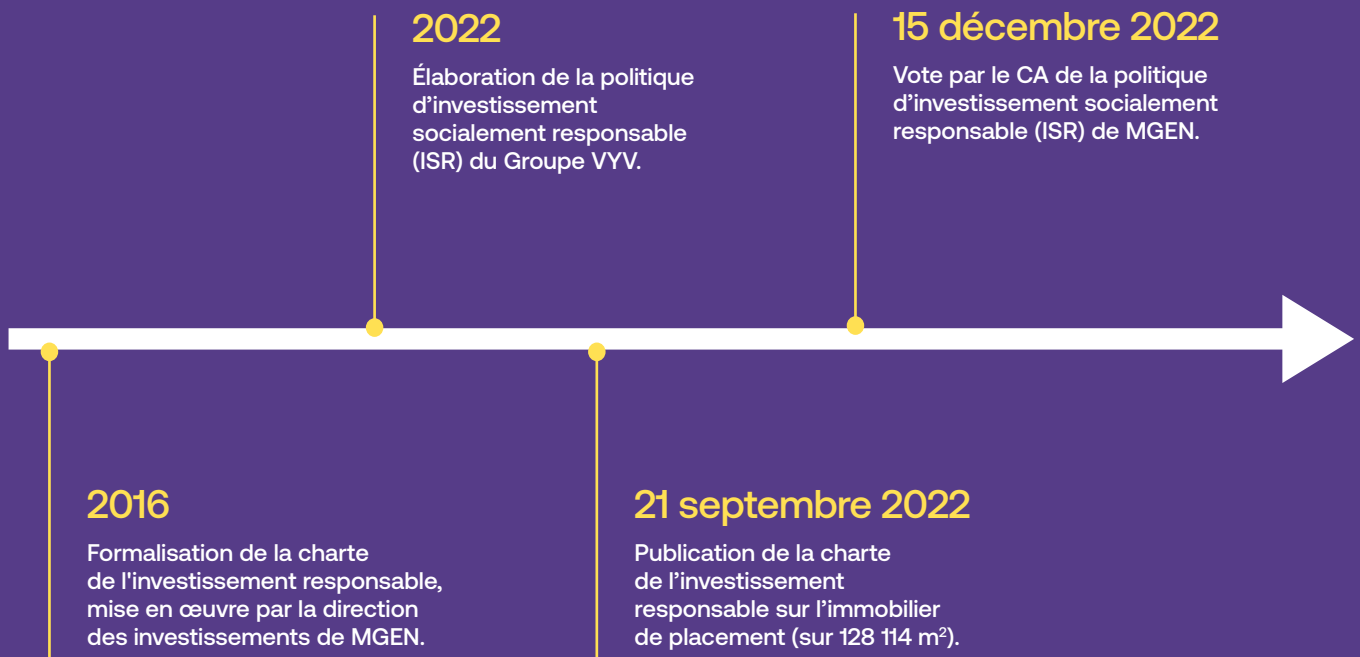 2022
Élaboration de la politique
d’investissement
socialement responsable
(ISR) du Groupe VYV.
15 décembre 2022
Vote par le CA de la politique
d’investissement socialement
responsable (ISR) de MGEN.
2016
Formalisation de la charte
de l'investissement responsable,
mise en œuvre par la direction
des investissements de MGEN.
21 septembre 2022
Publication de la charte
de l’investissement
responsable sur l’immobilier
de placement (sur 128 114 m²).